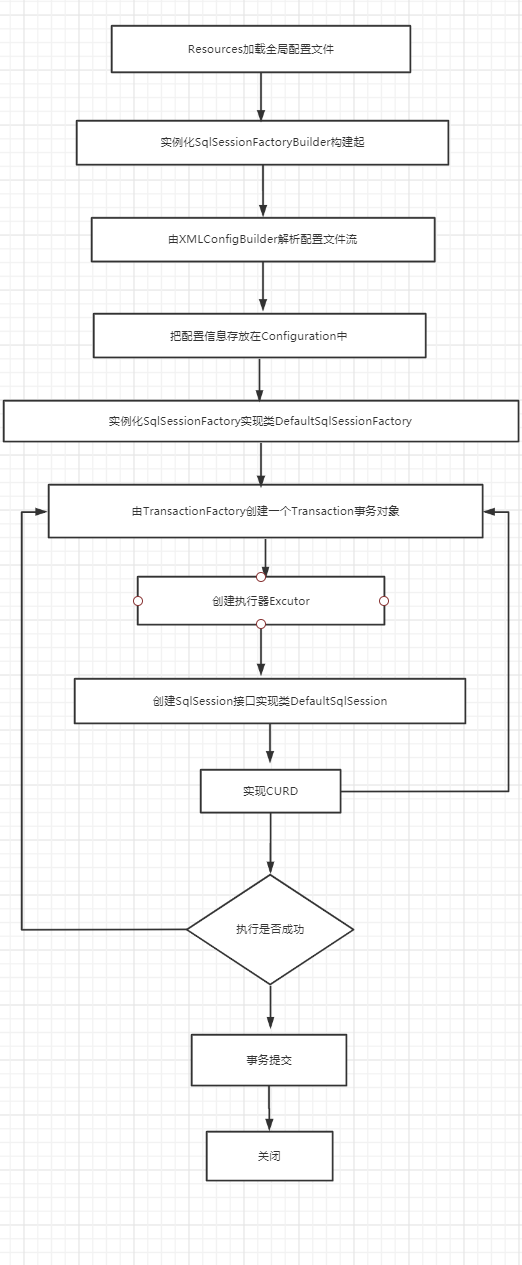 Resources加载全局配置文件
实例化SqlSessionFactoryBuilder构建起
由XMLConfigBuilder解析配置文件流
把配置信息存放在Configuration中
实例化SqlSessionFactory实现类DefaultSqlSessionFactory
由TransactionFactory创建一个Transaction事务对象
创建执行器Excutor
创建SqlSession接口实现类DefaultSqlSession
实现CURD
执行是否成功
事务提交
关闭